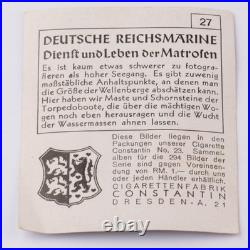 27
DEUTSCHE REICHSMARINE
Dienst und Leben der Matrosen
Es ist kaum etwas schwerer zu fotogra-
fieren als hoher Seegang. Es gibt zuwenig
maßstäbliche Anhaltspunkte, an denen das
Auge die Größe der Wellenberge abschätzen kann.
Hier haben wir Maste und Schornsteine der
Torpedoboote, die über die mächtigen Wo-
gen noch eben herausragen und die Wucht
der Wassermassen ahnen lassen:
Diese Bilder liegen in den
Packungen unserer Cigarette
Constantin No. 23. Sammel-
alben für die 294 Bilder der
Serie sind gegen Voreinsen-
dung von RM. 1.— durch uns
oder jeden Händler erhältlich.
CIGARETTENFABRIK
CONSTANTIN
DRESDEN-A. 21